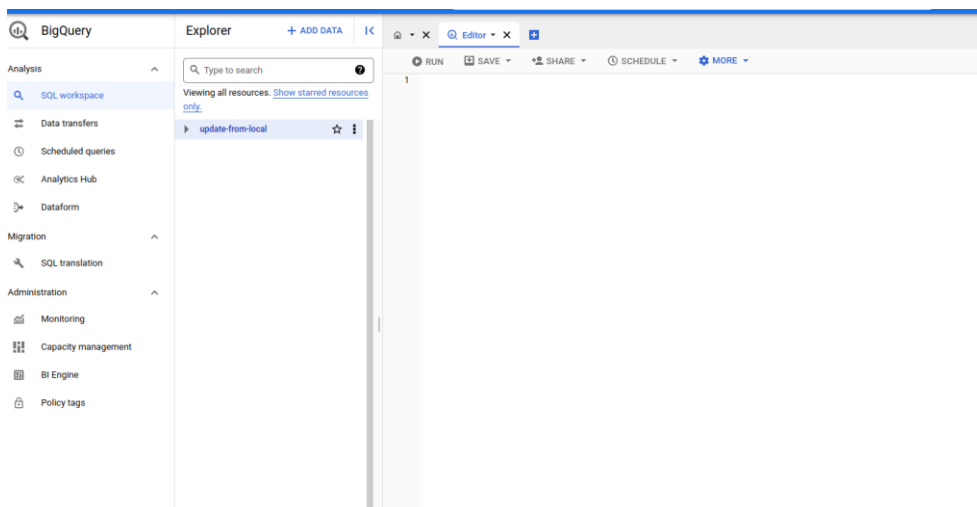 BigQuery
Analysis
SQL workspace
Data transfers
Scheduled queries
Analytics Hub
Dataform
Migration
SQL translation
Administration
Monitoring
Capacity management
BI Engine
Policy tags
Explorer
+ ADD DATA
Type to search
Viewing all resources. Show starred resources
only.
update-from-local
Editor
RUN SAVE SHARE SCHEDULE MORE
1